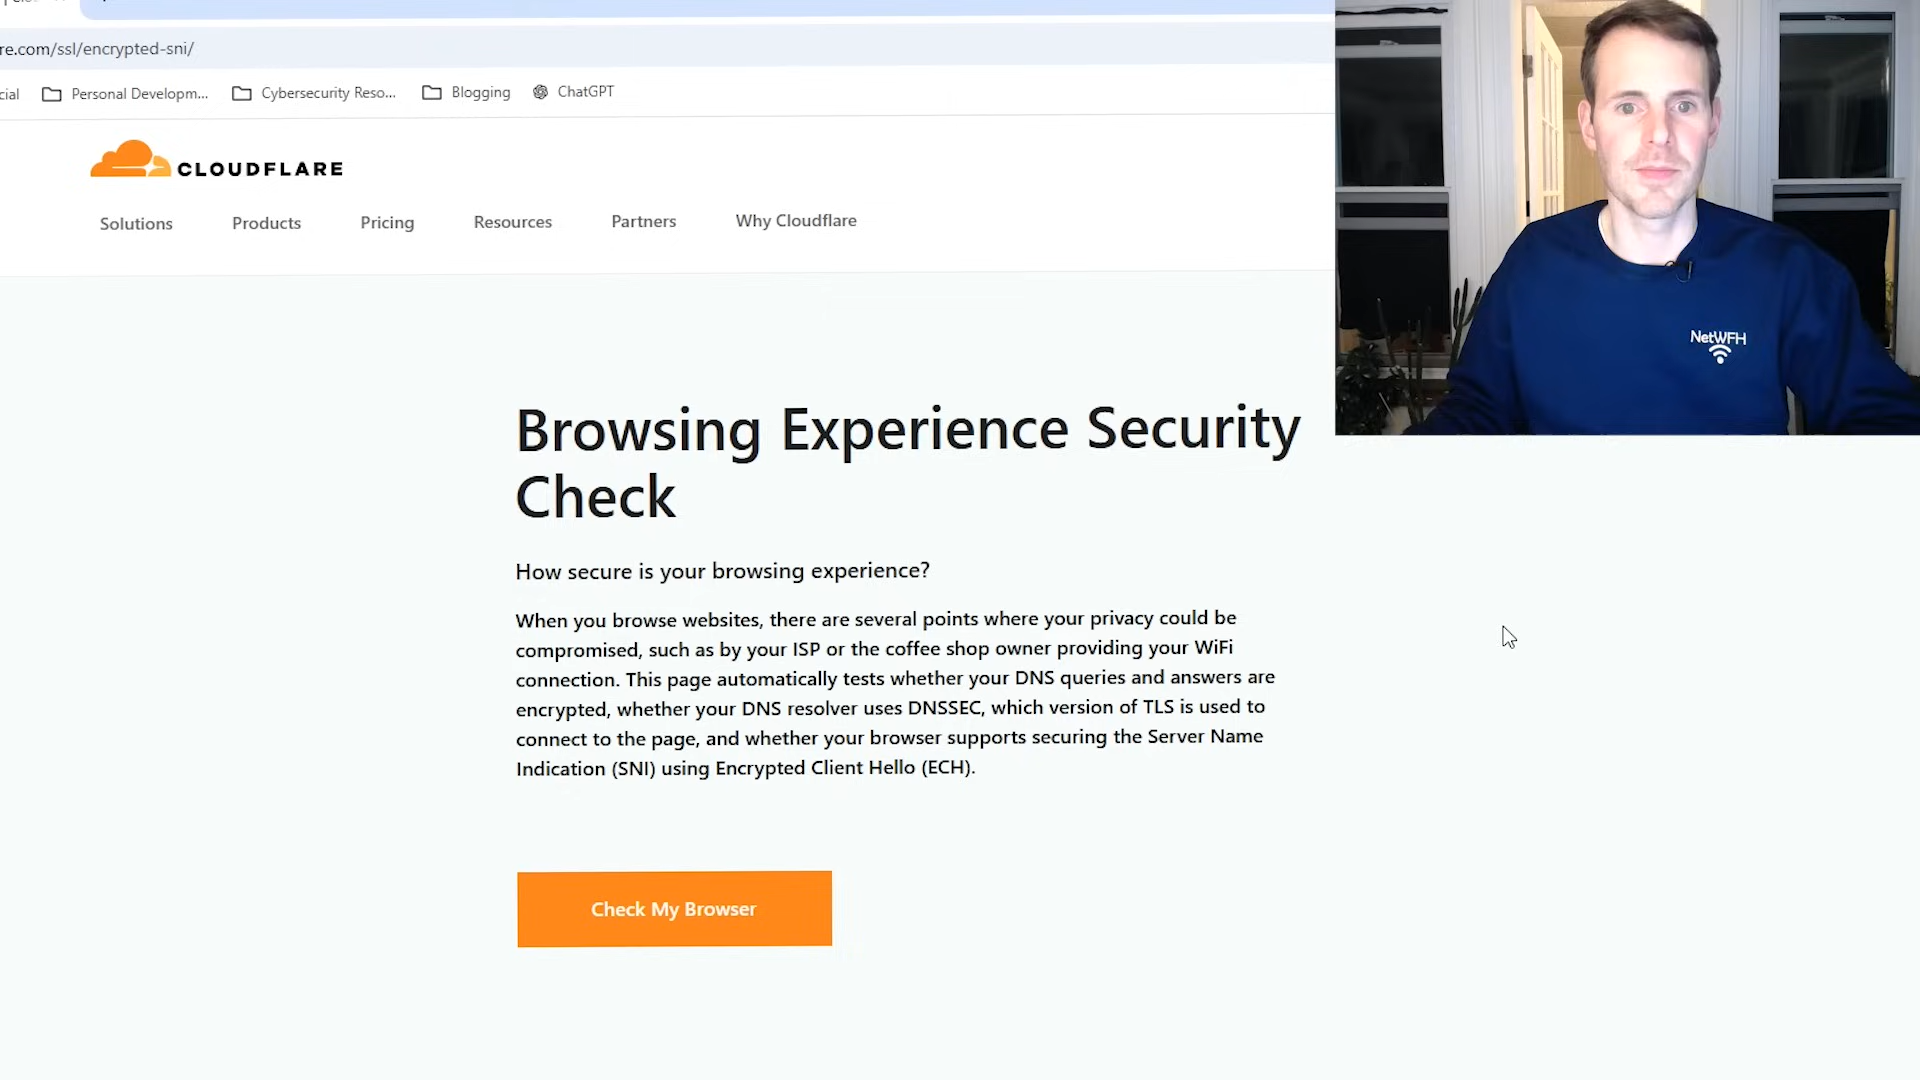 re.com/ssl/encrypted-sni/
cial Personal Developm... Cybersecurity Reso... Blogging ChatGPT
CLOUDFLARE
Solutions Products Pricing Resources Partners Why Cloudflare
NetWFH
Browsing Experience Security
Check
How secure is your browsing experience?
When you browse websites, there are several points where your privacy could be
compromised, such as by your ISP or the coffee shop owner providing your WiFi
connection. This page automatically tests whether your DNS queries and answers are
encrypted, whether your DNS resolver uses DNSSEC, which version of TLS is used to
connect to the page, and whether your browser supports securing the Server Name
Indication (SNI) using Encrypted Client Hello (ECH).
Check My Browser